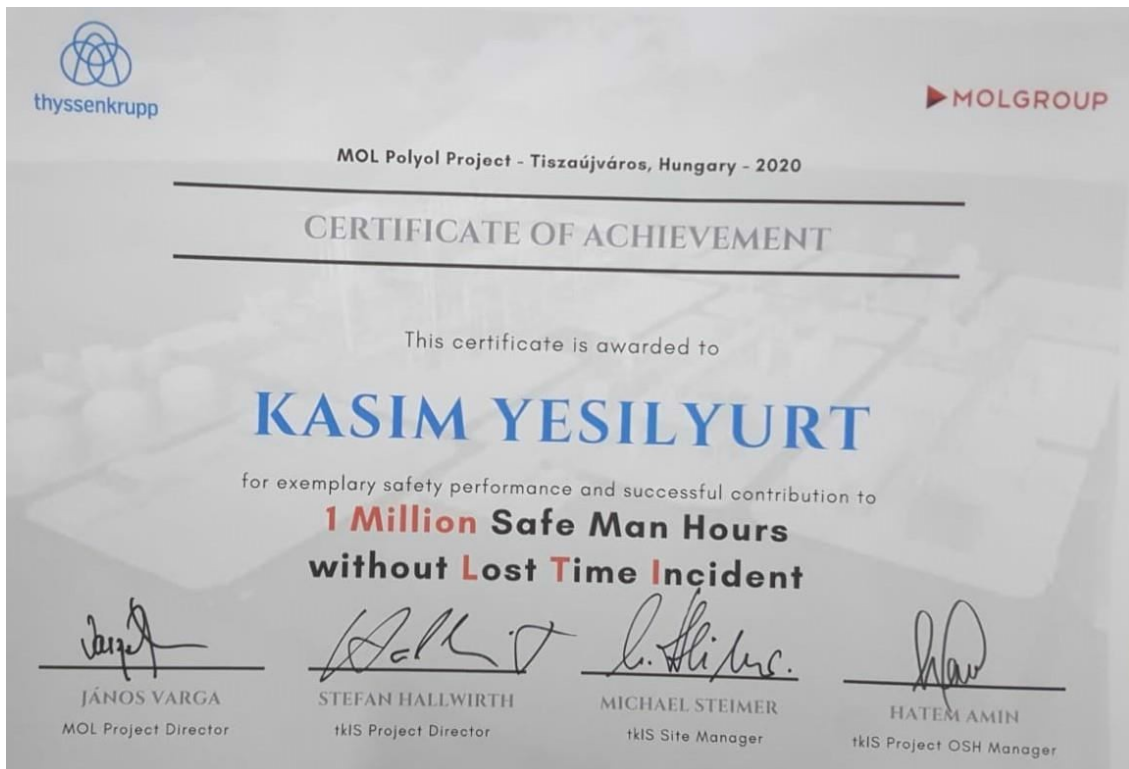 thyssenkrupp
MOLGROUP
MOL Polyol Project - Tiszaújváros, Hungary - 2020
CERTIFICATE OF ACHIEVEMENT
This certificate is awarded to
KASIM YESILYURT
for exemplary safety performance and successful contribution to
1 Million Safe Man Hours
without Lost Time Incident
JÁNOS VARGA
MOL Project Director
STEFAN HALLWIRTH
tkIS Project Director
MICHAEL STEIMER
tkIS Site Manager
HATEM AMIN
tkIS Project OSH Manager